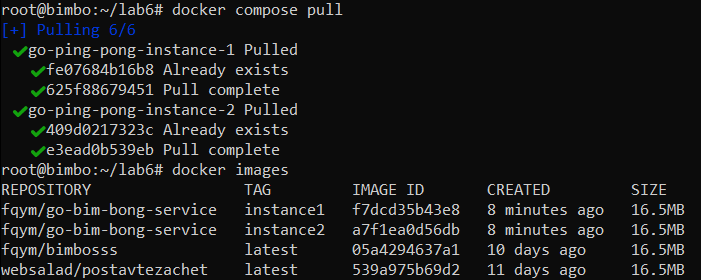 root@bimbo:~/lab6# docker compose pull
[+] Pulling 6/6
✔go-ping-pong-instance-1 Pulled
✔fe07684b16b8 Already exists
✔625f88679451 Pull complete
✔go-ping-pong-instance-2 Pulled
✔409d0217323c Already exists
✔e3ead0b539eb Pull complete
root@bimbo:~/lab6# docker images
REPOSITORY TAG IMAGE ID CREATED SIZE
fqym/go-bim-bong-service instance1 f7dcd35b43e8 8 minutes ago 16.5MB
fqym/go-bim-bong-service instance2 a7f1ea0d56db 8 minutes ago 16.5MB
fqym/bimbosss latest 05a4294637a1 10 days ago 16.5MB
websalad/postavtezachet latest 539a975b69d2 11 days ago 16.5MB